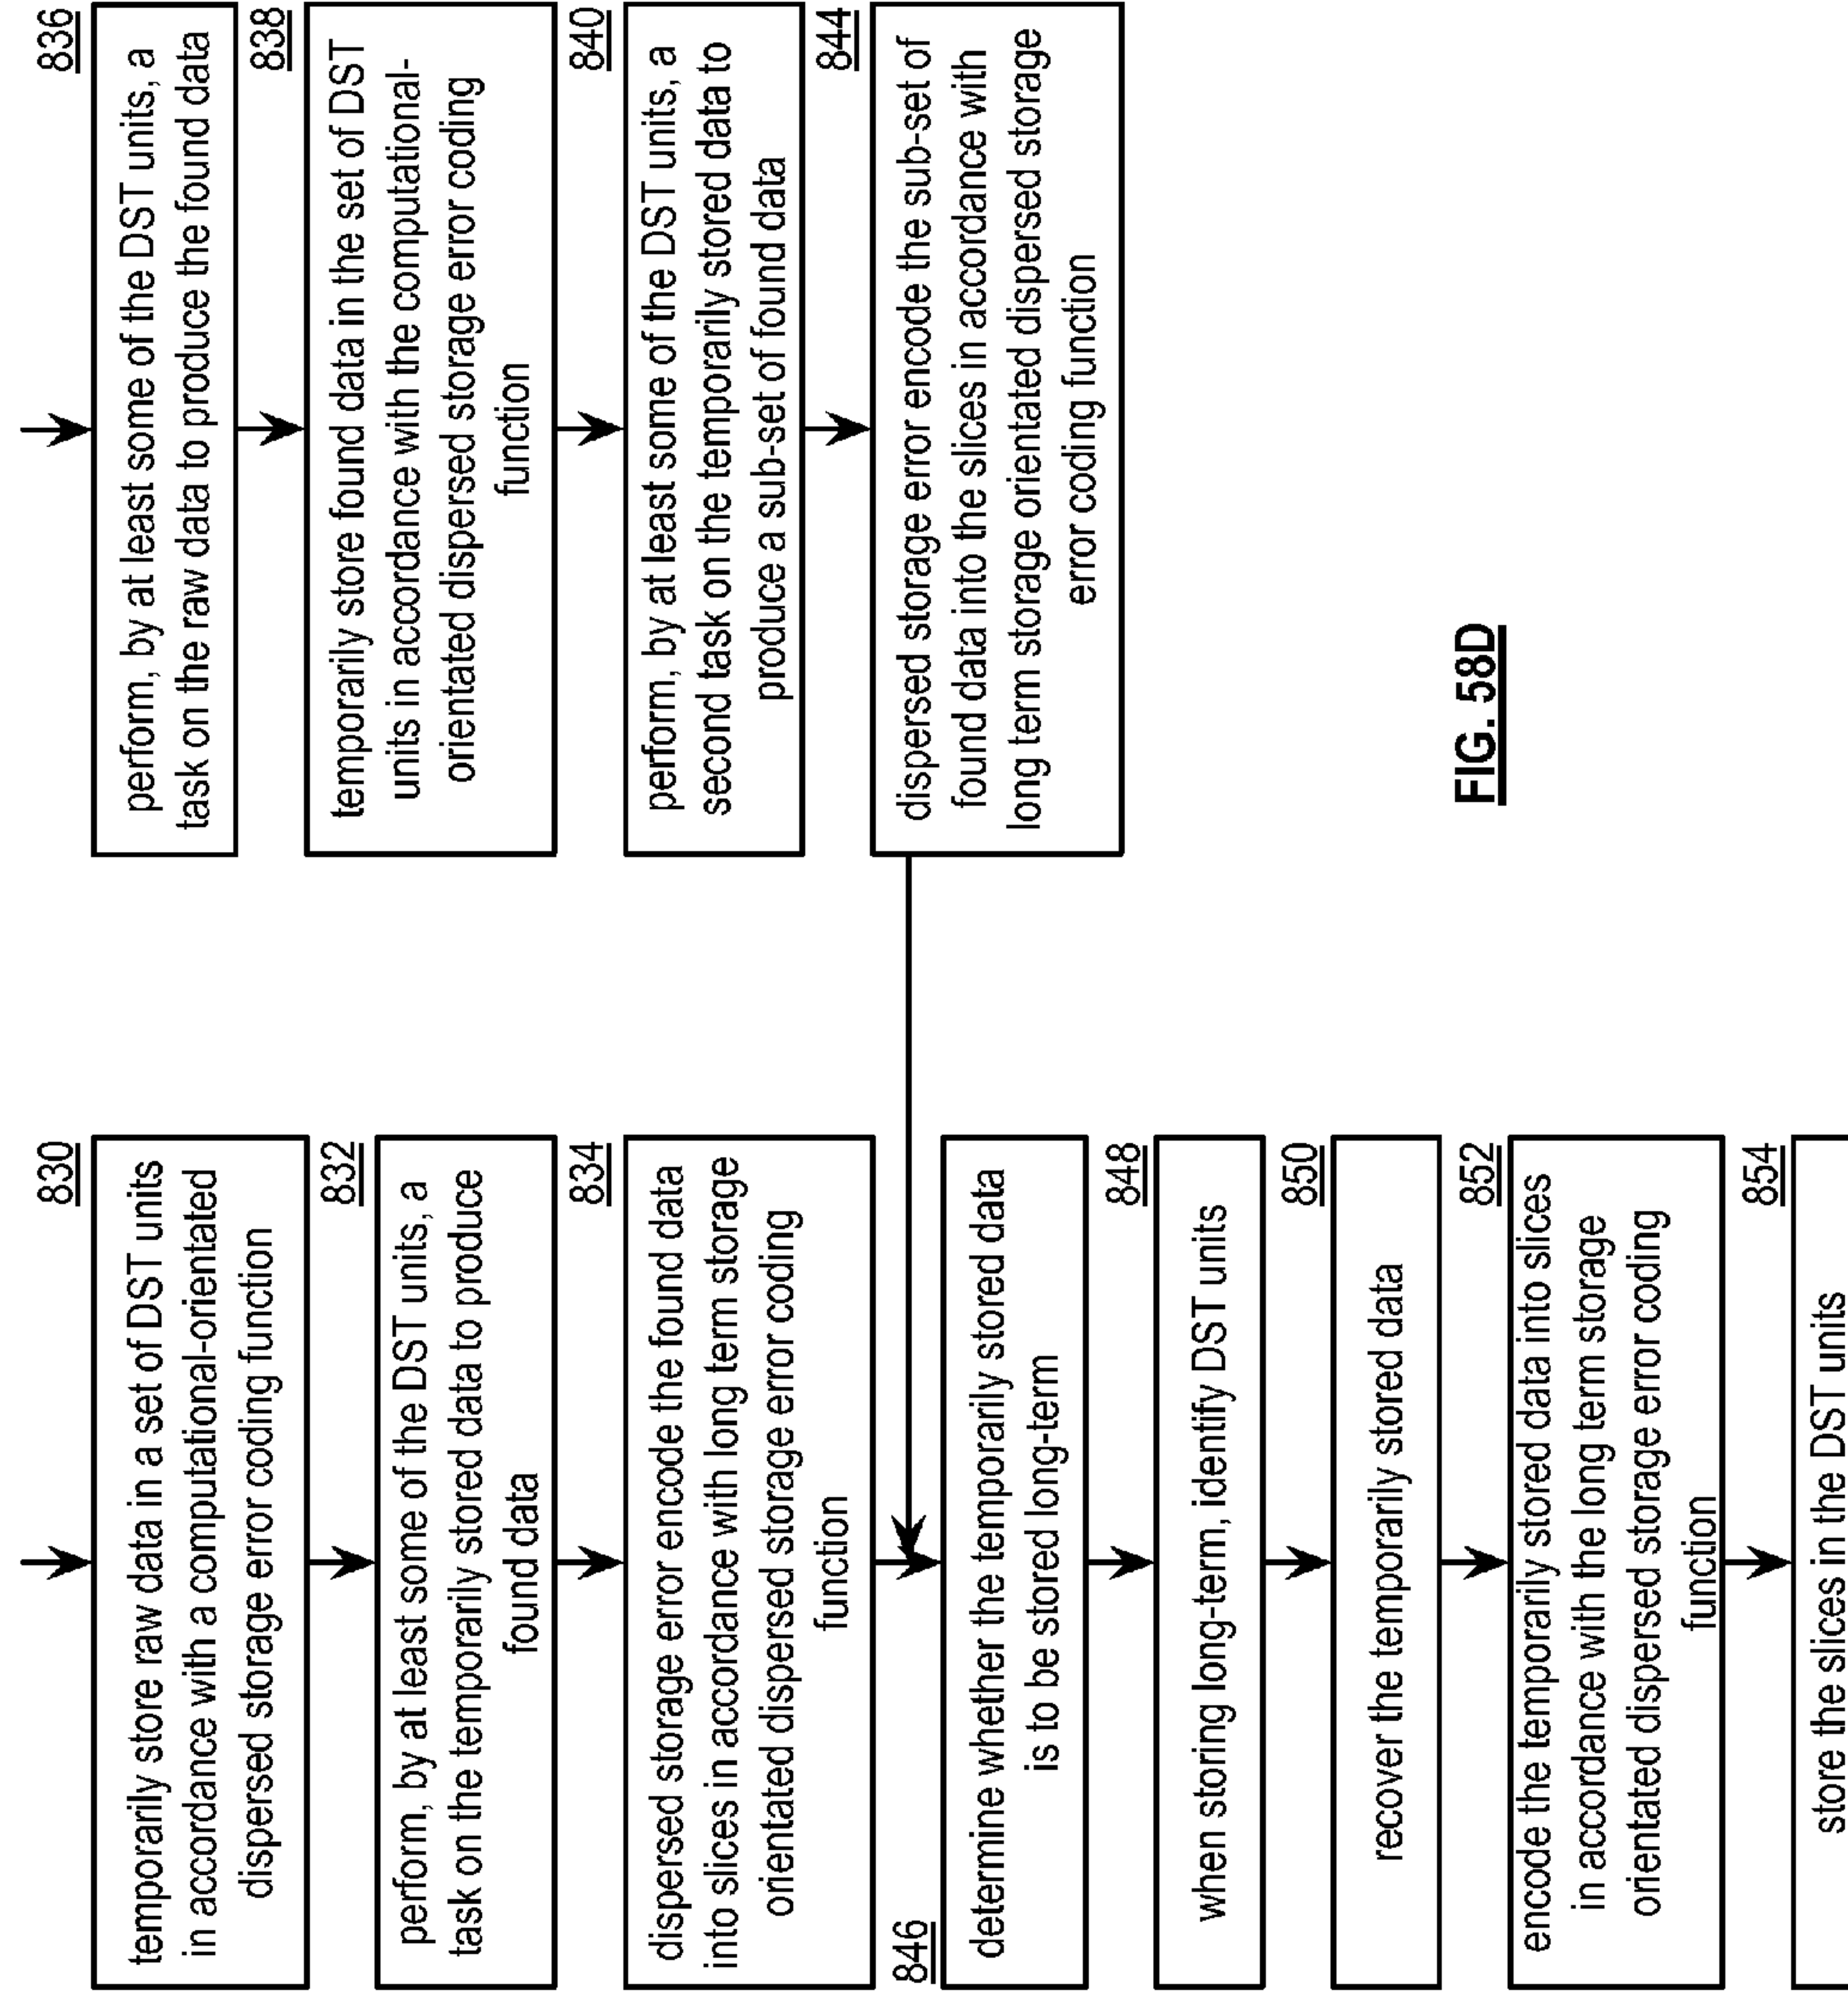 830
temporarily store raw data in a set of DST units
in accordance with a computational-orientated
dispersed storage error coding function
832
perform, by at least some of the DST units, a
task on the temporarily stored data to produce
found data
834
dispersed storage error encode the found data
into slices in accordance with long term storage
orientated dispersed storage error coding
function
846
determine whether the temporarily stored data
is to be stored long-term
848
when storing long-term, identify DST units
850
recover the temporarily stored data
852
encode the temporarily stored data into slices
in accordance with the long term storage
orientated dispersed storage error coding
function
854
store the slices in the DST units
836
perform, by at least some of the DST units, a
task on the raw data to produce the found data
838
temporarily store found data in the set of DST
units in accordance with the computational-
orientated dispersed storage error coding
function
840
perform, by at least some of the DST units, a
second task on the temporarily stored data to
produce a sub-set of found data
844
dispersed storage error encode the sub-set of
found data into the slices in accordance with
long term storage orientated dispersed storage
error coding function
FIG. 58D